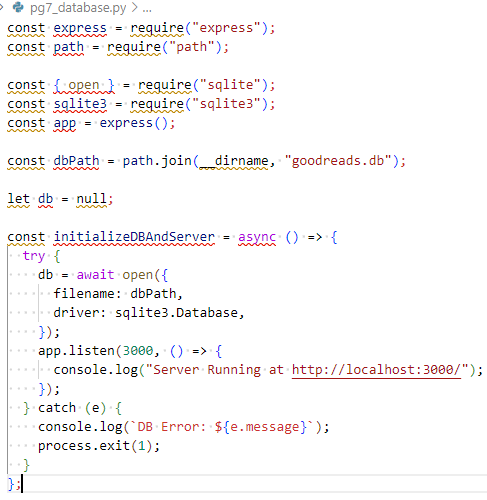 pg7_database.py > ...
const express = require("express");
const path = require("path");
const { open } = require("sqlite");
const sqlite3 = require("sqlite3");
const app = express();
const dbPath = path.join(__dirname, "goodreads.db");
let db = null;
const initializeDBAndServer = async () => {
  try {
    db = await open({
      filename: dbPath,
      driver: sqlite3.Database,
    });
    app.listen(3000, () => {
      console.log("Server Running at http://localhost:3000/");
    });
  } catch (e) {
    console.log(`DB Error: ${e.message}`);
    process.exit(1);
  }
};